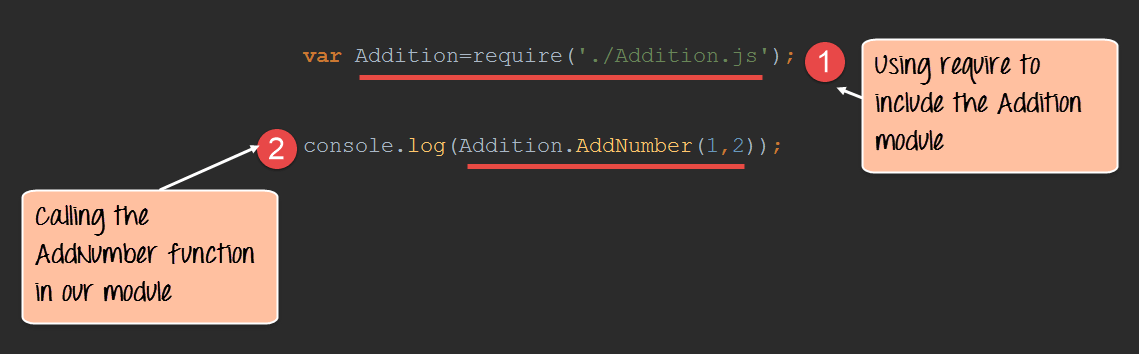 var Addition=require('./Addition.js');
1
Using require to
include the Addition
module
2
console.log(Addition.AddNumber(1,2));
Calling the
AddNumber function
in our module